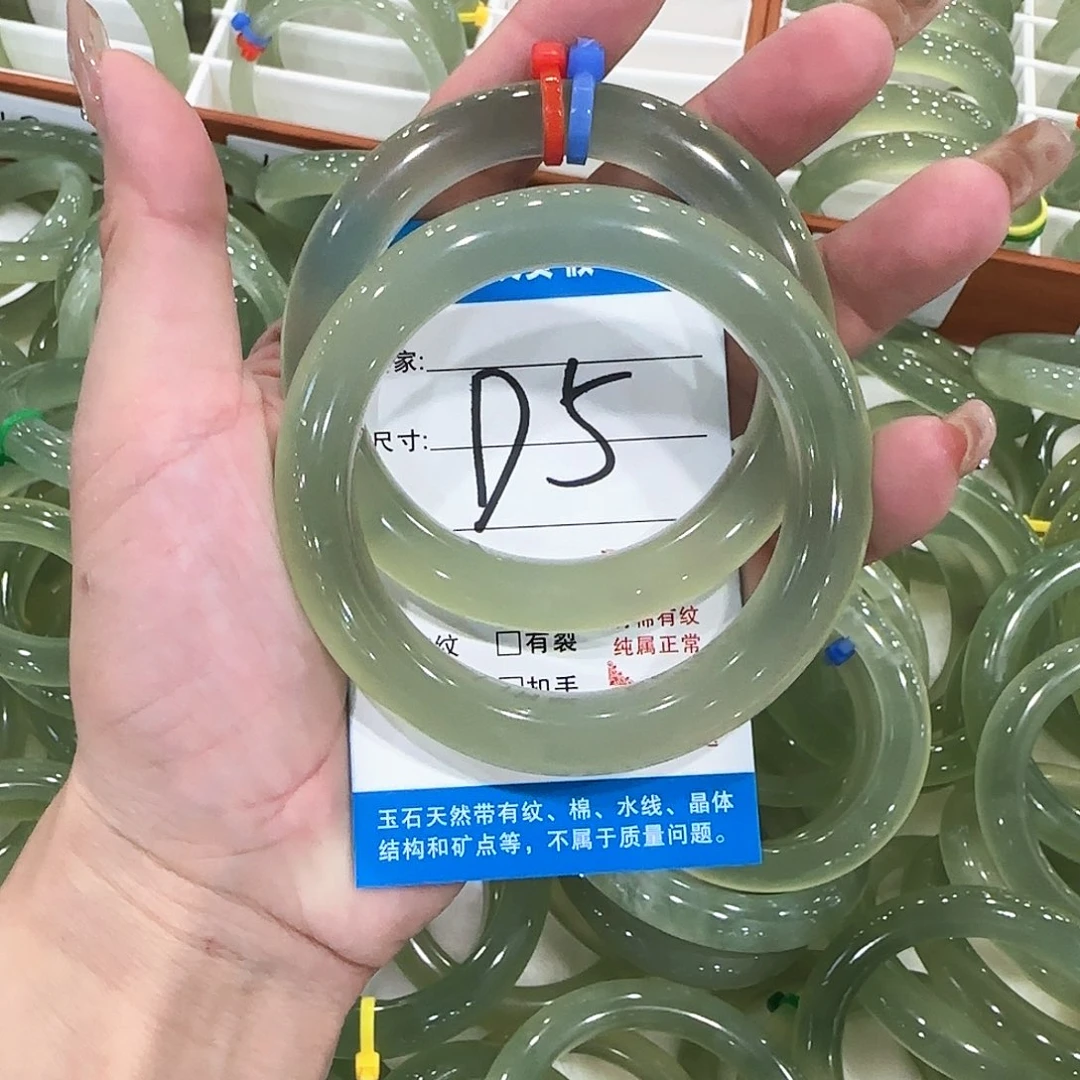 家:
D5
尺寸:
纹 □有裂
有纹
纯属正常
玉石天然带有纹、棉、水线、晶体
结构和矿点等，不属于质量问题。